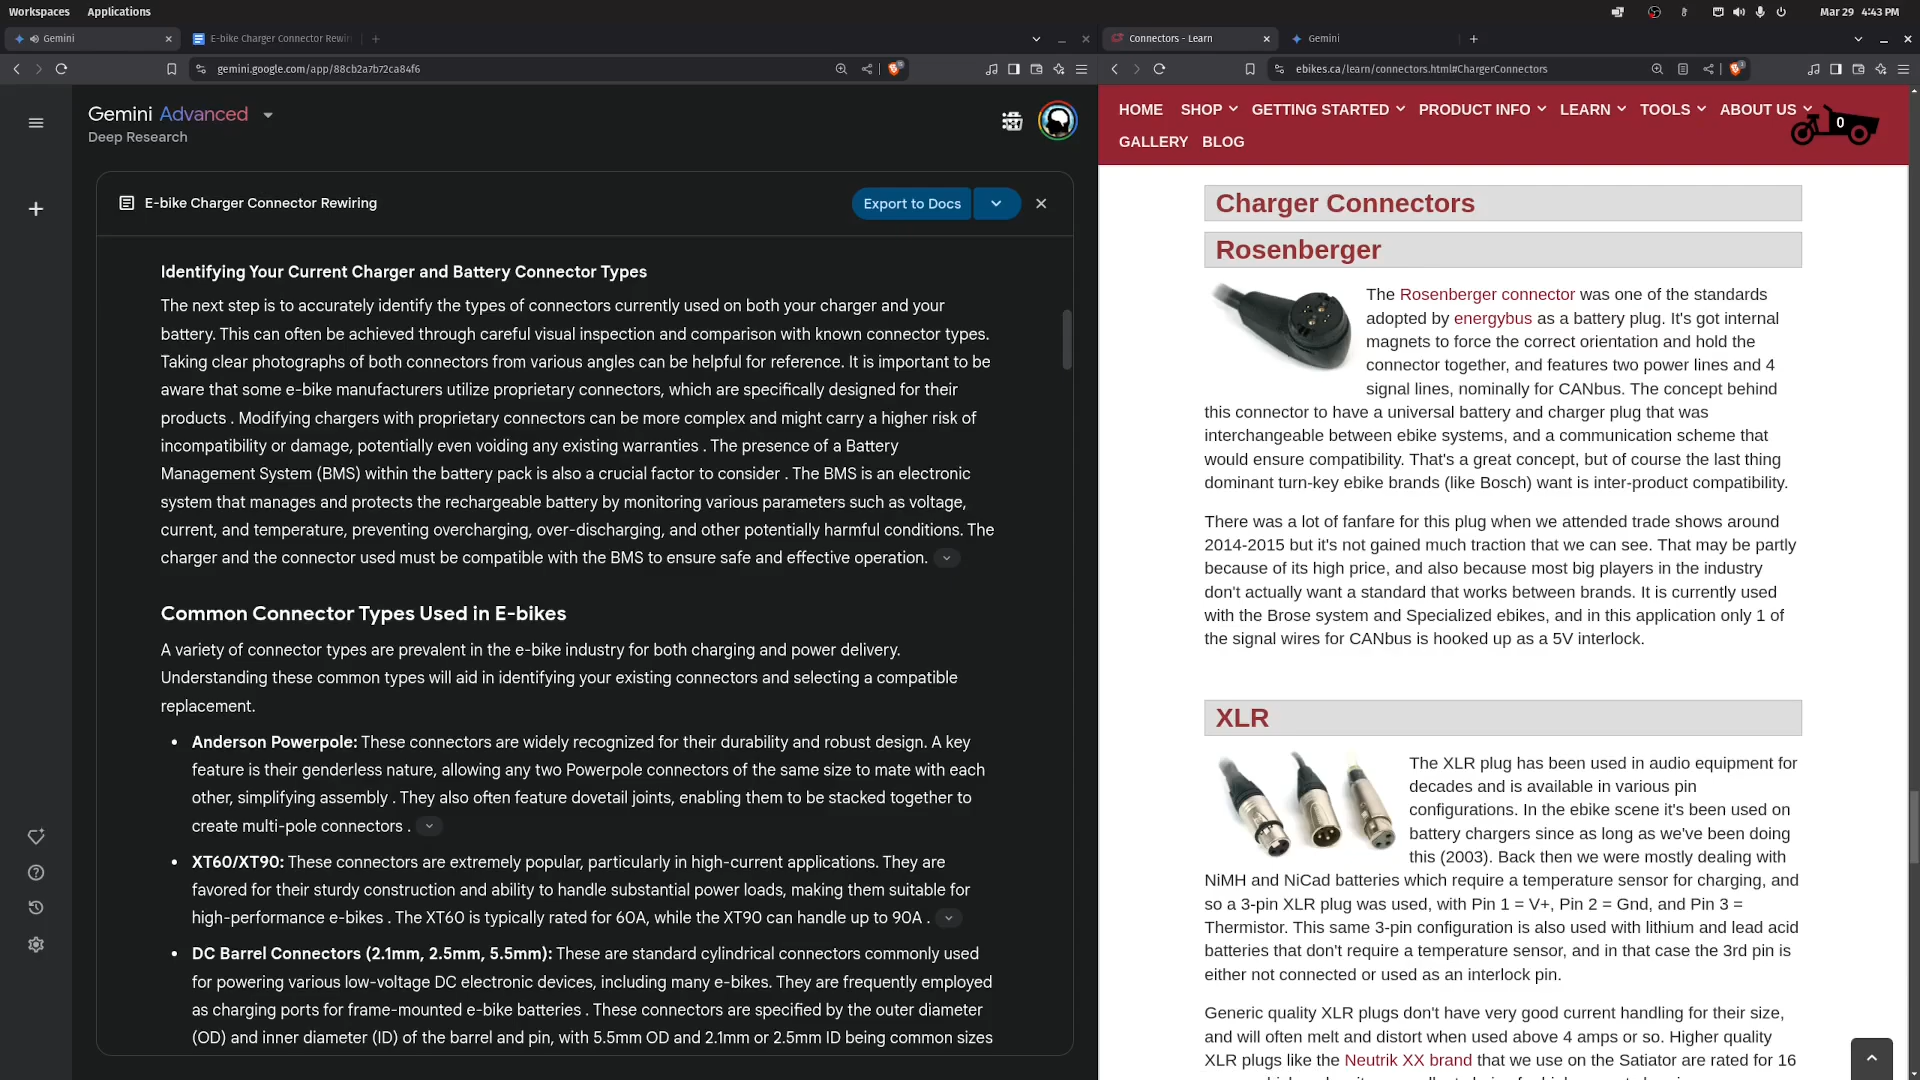 Workspaces Applications
Mar 29 4:43 PM
Gemini
E-bike Charger Connector Rewiri
gemini.google.com/app/88cb2a7b72ca84f6
Gemini Advanced
Deep Research
E-bike Charger Connector Rewiring
Export to Docs
Identifying Your Current Charger and Battery Connector Types
The next step is to accurately identify the types of connectors currently used on both your charger and your
battery. This can often be achieved through careful visual inspection and comparison with known connector types.
Taking clear photographs of both connectors from various angles can be helpful for reference. It is important to be
aware that some e-bike manufacturers utilize proprietary connectors, which are specifically designed for their
products . Modifying chargers with proprietary connectors can be more complex and might carry a higher risk of
incompatibility or damage, potentially even voiding any existing warranties . The presence of a Battery
Management System (BMS) within the battery pack is also a crucial factor to consider . The BMS is an electronic
system that manages and protects the rechargeable battery by monitoring various parameters such as voltage,
current, and temperature, preventing overcharging, over-discharging, and other potentially harmful conditions. The
charger and the connector used must be compatible with the BMS to ensure safe and effective operation.
Common Connector Types Used in E-bikes
A variety of connector types are prevalent in the e-bike industry for both charging and power delivery.
Understanding these common types will aid in identifying your existing connectors and selecting a compatible
replacement.
• Anderson Powerpole: These connectors are widely recognized for their durability and robust design. A key
feature is their genderless nature, allowing any two Powerpole connectors of the same size to mate with each
other, simplifying assembly . They also often feature dovetail joints, enabling them to be stacked together to
create multi-pole connectors .
• XT60/XT90: These connectors are extremely popular, particularly in high-current applications. They are
favored for their sturdy construction and ability to handle substantial power loads, making them suitable for
high-performance e-bikes . The XT60 is typically rated for 60A, while the XT90 can handle up to 90A .
• DC Barrel Connectors (2.1mm, 2.5mm, 5.5mm): These are standard cylindrical connectors commonly used
for powering various low-voltage DC electronic devices, including many e-bikes. They are frequently employed
as charging ports for frame-mounted e-bike batteries . These connectors are specified by the outer diameter
(OD) and inner diameter (ID) of the barrel and pin, with 5.5mm OD and 2.1mm or 2.5mm ID being common sizes
Connectors - Learn
Gemini
ebikes.ca/learn/connectors.html#ChargerConnectors
HOME SHOP GETTING STARTED PRODUCT INFO LEARN TOOLS ABOUT US
0
GALLERY BLOG
Charger Connectors
Rosenberger
The Rosenberger connector was one of the standards
adopted by energybus as a battery plug. It's got internal
magnets to force the correct orientation and hold the
connector together, and features two power lines and 4
signal lines, nominally for CANbus. The concept behind
this connector to have a universal battery and charger plug that was
interchangeable between ebike systems, and a communication scheme that
would ensure compatibility. That's a great concept, but of course the last thing
dominant turn-key ebike brands (like Bosch) want is inter-product compatibility.
There was a lot of fanfare for this plug when we attended trade shows around
2014-2015 but it's not gained much traction that we can see. That may be partly
because of its high price, and also because most big players in the industry
don't actually want a standard that works between brands. It is currently used
with the Brose system and Specialized ebikes, and in this application only 1 of
the signal wires for CANbus is hooked up as a 5V interlock.
XLR
The XLR plug has been used in audio equipment for
decades and is available in various pin
configurations. In the ebike scene it's been used on
battery chargers since as long as we've been doing
this (2003). Back then we were mostly dealing with
NiMH and NiCad batteries which require a temperature sensor for charging, and
so a 3-pin XLR plug was used, with Pin 1 = V+, Pin 2 = Gnd, and Pin 3 =
Thermistor. This same 3-pin configuration is also used with lithium and lead acid
batteries that don't require a temperature sensor, and in that case the 3rd pin is
either not connected or used as an interlock pin.
Generic quality XLR plugs don't have very good current handling for their size,
and will often melt and distort when used above 4 amps or so. Higher quality
XLR plugs like the Neutrik XX brand that we use on the Satiator are rated for 16